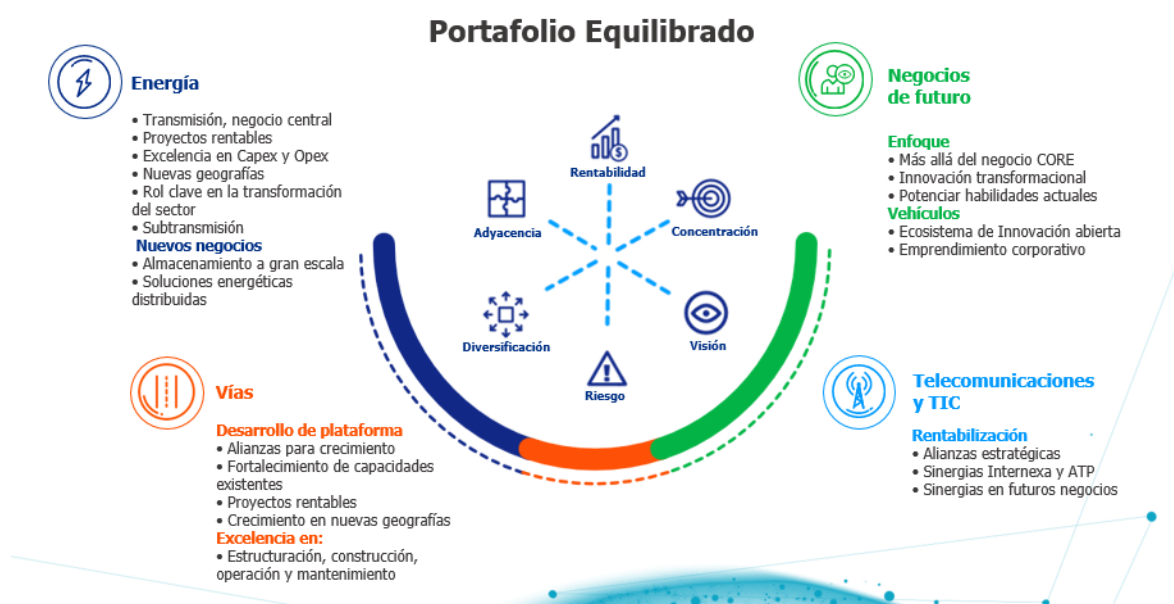 Portafolio Equilibrado
Energía
• Transmisión, negocio central
• Proyectos rentables
• Excelencia en Capex y Opex
• Nuevas geografías
• Rol clave en la transformación
del sector
• Subtransmisión
Nuevos negocios
• Almacenamiento a gran escala
• Soluciones energéticas
distribuidas
Rentabilidad
Adyacencia
Concentración
Diversificación
Visión
Riesgo
Negocios
de futuro
Enfoque
• Más allá del negocio CORE
• Innovación transformacional
• Potenciar habilidades actuales
Vehículos
• Ecosistema de Innovación abierta
• Emprendimiento corporativo
Vías
Desarrollo de plataforma
• Alianzas para crecimiento
• Fortalecimiento de capacidades
existentes
• Proyectos rentables
• Crecimiento en nuevas geografías
Excelencia en:
• Estructuración, construcción,
operación y mantenimiento
Telecomunicaciones
y TIC
Rentabilización
• Alianzas estratégicas
• Sinergias Internexa y ATP
• Sinergias en futuros negocios